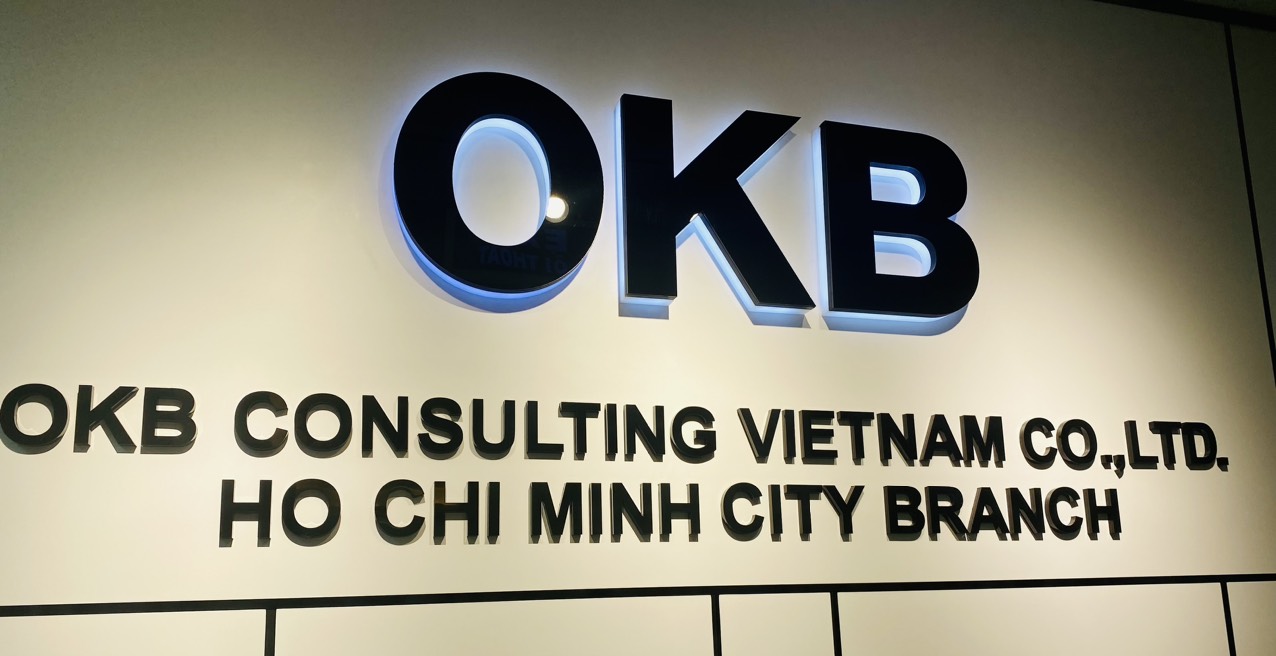 OKB
OKB CONSULTING VIETNAM CO.,LTD.
HO CHI MINH CITY BRANCH